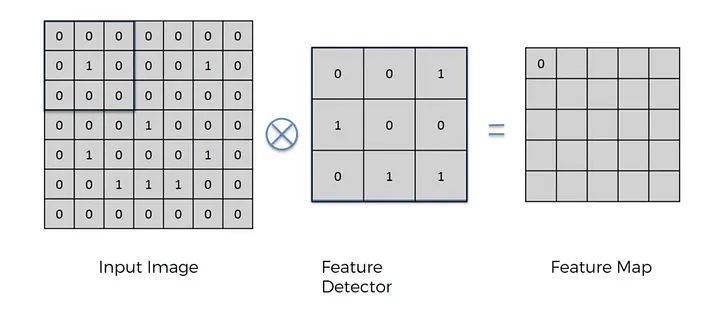 0 0 0 0 0 0 0
0 1 0 0 0 1 0
0 0 0 0 0 0 0
0 0 0 1 0 0 0
0 1 0 0 0 1 0
0 0 1 1 1 0 0
0 0 0 0 0 0 0
Input Image
0 0 1
1 0 0
0 1 1
Feature
Detector
=
0
Feature Map